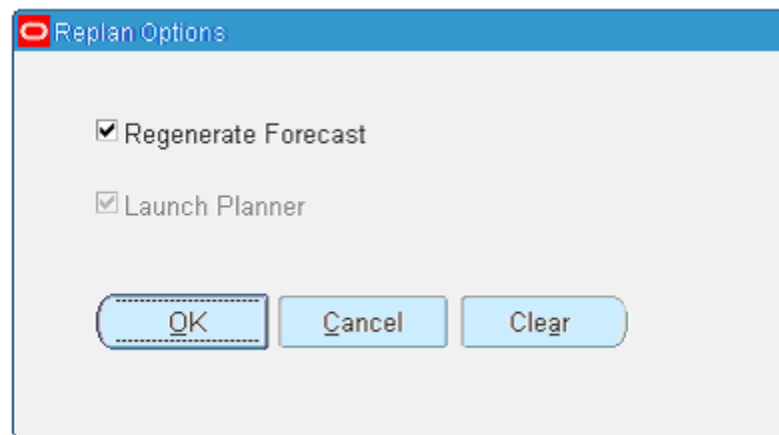 Replan Options
Regenerate Forecast
Launch Planner
OK Cancel Clear